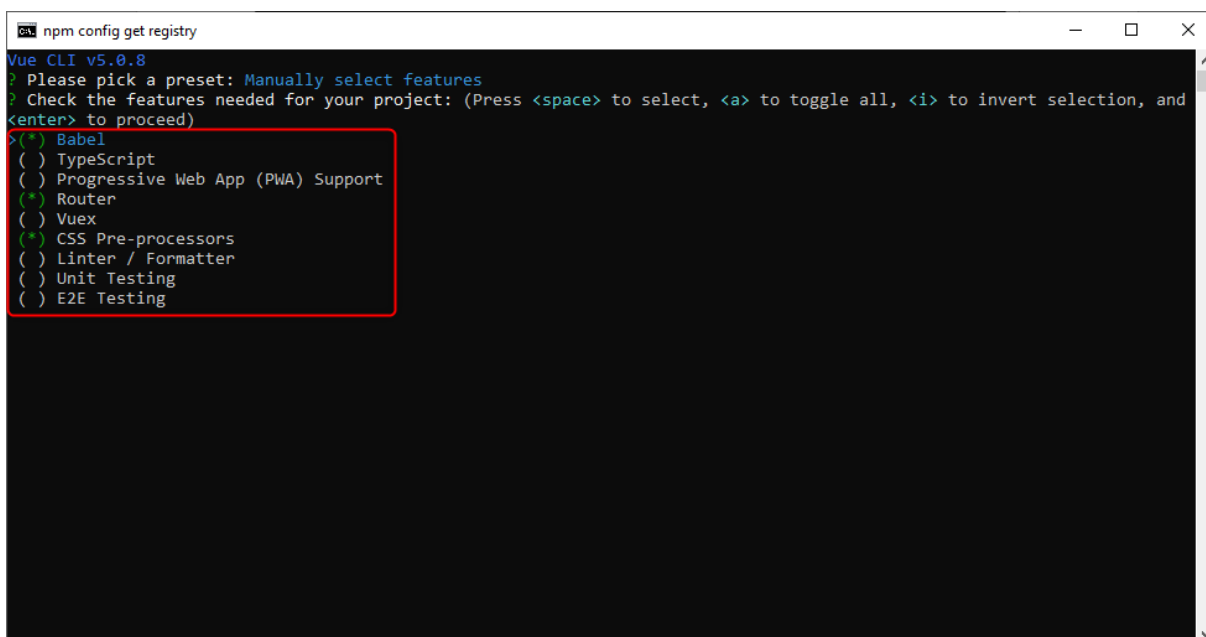 npm config get registry
Vue CLI v5.0.8
? Please pick a preset: Manually select features
? Check the features needed for your project: (Press <space> to select, <a> to toggle all, <i> to invert selection, and
<enter> to proceed)
>(*) Babel
( ) TypeScript
( ) Progressive Web App (PWA) Support
(*) Router
( ) Vuex
(*) CSS Pre-processors
( ) Linter / Formatter
( ) Unit Testing
( ) E2E Testing